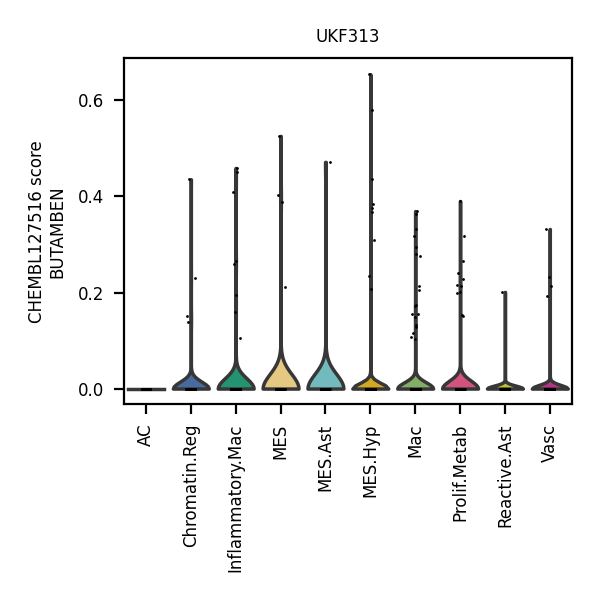 UKF313
CHEMBL127516 score
BUTAMBEN
0.6
0.4
0.2
0.0
AC
Chromatin.Reg
Inflammatory.Mac
MES
MES.Ast
MES.Hyp
Mac
Prolif.Metab
Reactive.Ast
Vasc